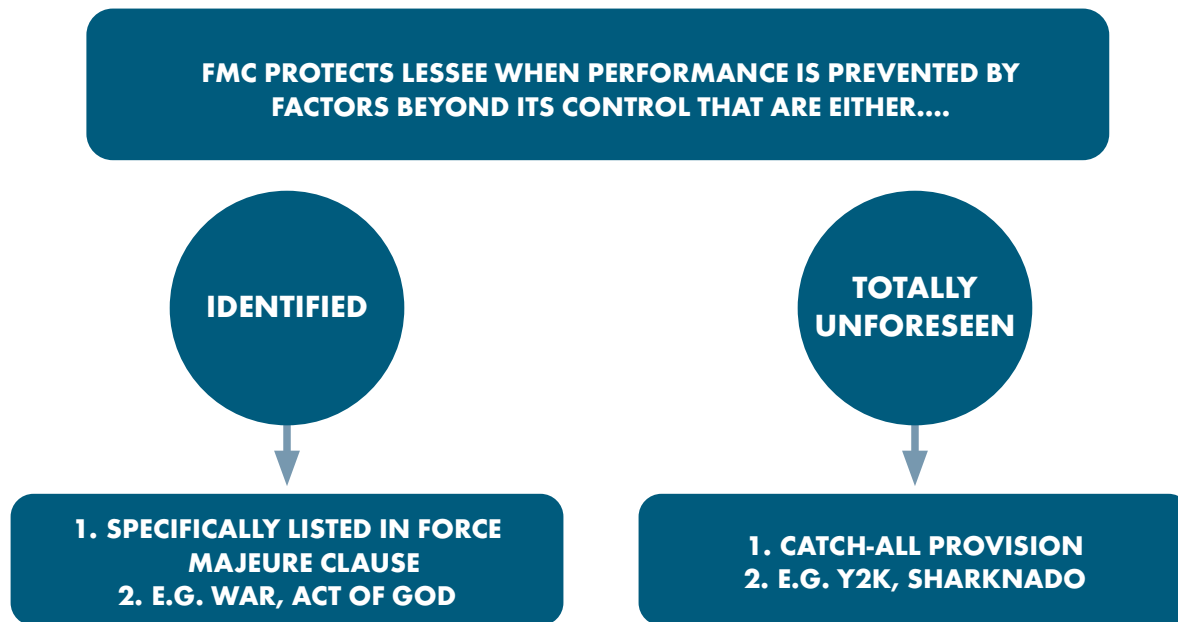 FMC PROTECTS LESSEE WHEN PERFORMANCE IS PREVENTED BY
FACTORS BEYOND ITS CONTROL THAT ARE EITHER....
IDENTIFIED
TOTALLY
UNFORESEEN
1. SPECIFICALLY LISTED IN FORCE
MAJEURE CLAUSE
2. E.G. WAR, ACT OF GOD
1. CATCH-ALL PROVISION
2. E.G. Y2K, SHARKNADO